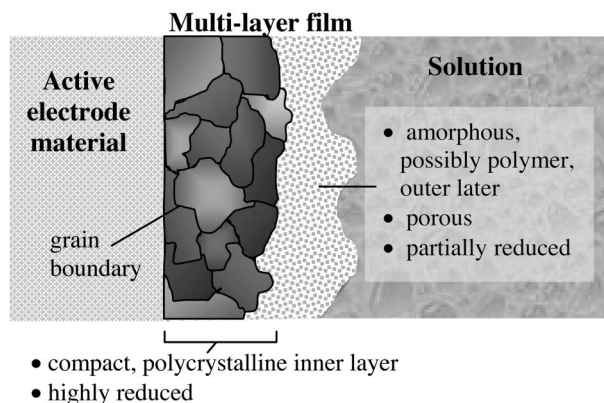 Multi-layer film
Active
electrode
material
Solution
• amorphous,
possibly polymer,
outer later
• porous
• partially reduced
grain
boundary
• compact, polycrystalline inner layer
• highly reduced